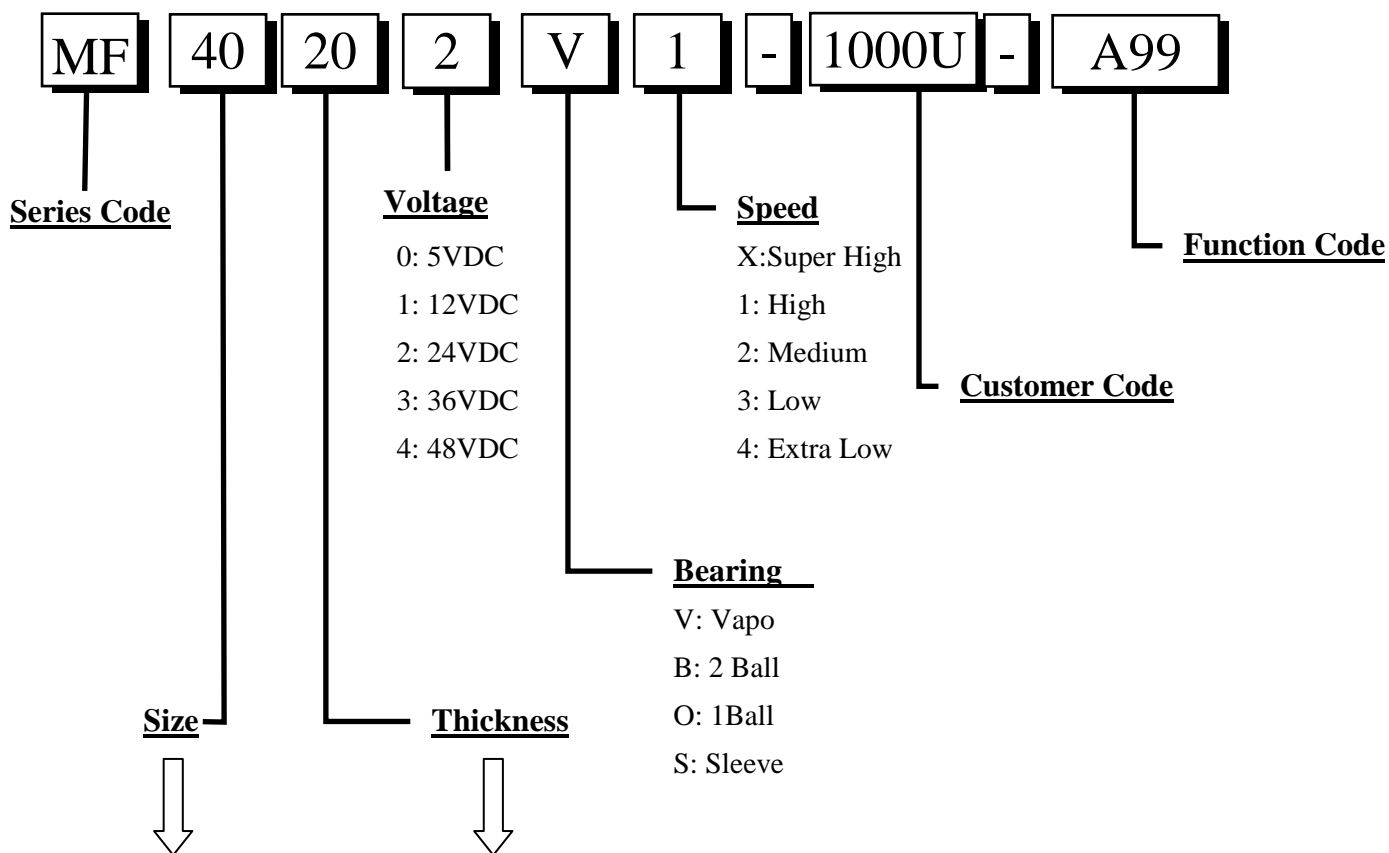 MF 40 20 2 V 1 - 1000U - A99
Series Code
Voltage
0: 5VDC
1: 12VDC
2: 24VDC
3: 36VDC
4: 48VDC
Speed
X:Super High
1: High
2: Medium
3: Low
4: Extra Low
Function Code
Customer Code
Bearing
V: Vapo
B: 2 Ball
O: 1Ball
S: Sleeve
Size
Thickness